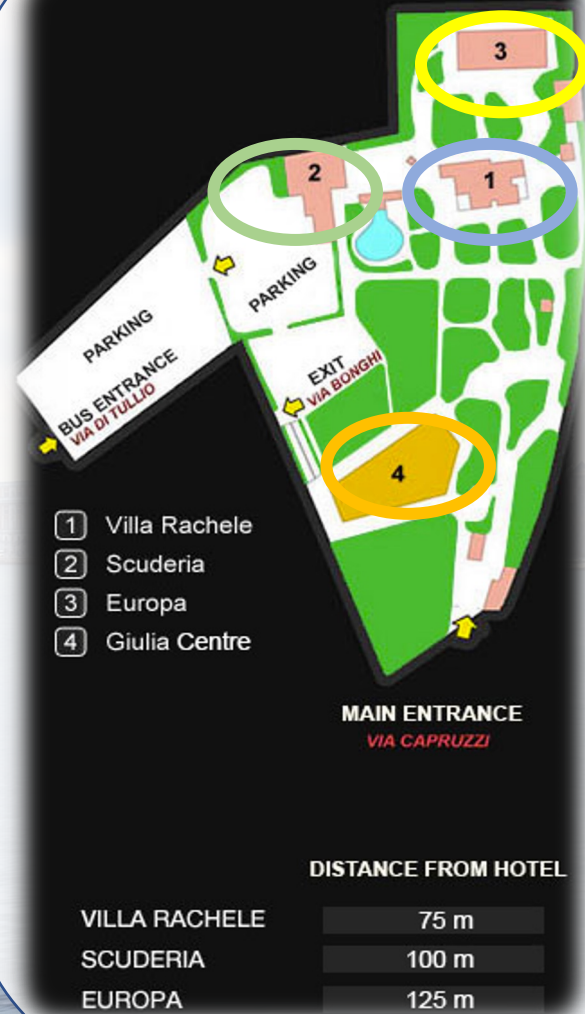 3
2
1
PARKING
PARKING
EXIT
VIA BONGHI
BUS ENTRANCE
VIA DI TULLIO
4
1 Villa Rachele
2 Scuderia
3 Europa
4 Giulia Centre
MAIN ENTRANCE
VIA CAPRUZZI
DISTANCE FROM HOTEL
VILLA RACHELE 75 m
SCUDERIA 100 m
EUROPA 125 m